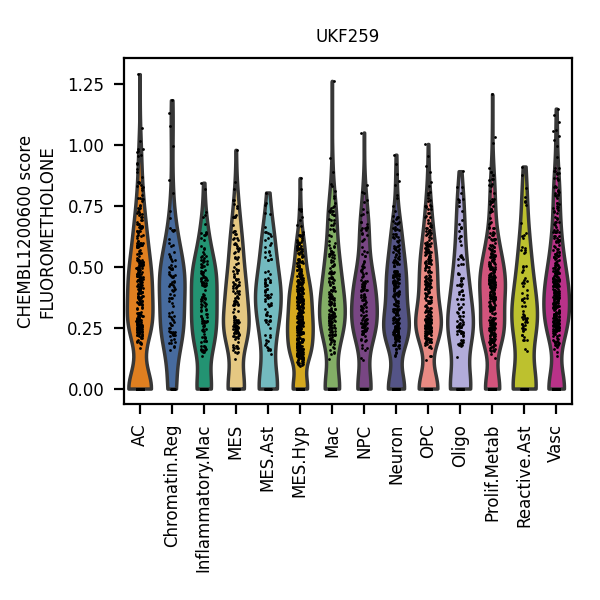 UKF259
CHEMBL1200600 score
FLUOROMETHOLONE
1.25
1.00
0.75
0.50
0.25
0.00
AC
Chromatin.Reg
Inflammatory.Mac
MES
MES.Ast
MES.Hyp
Mac
NPC
Neuron
OPC
Oligo
Prolif.Metab
Reactive.Ast
Vasc